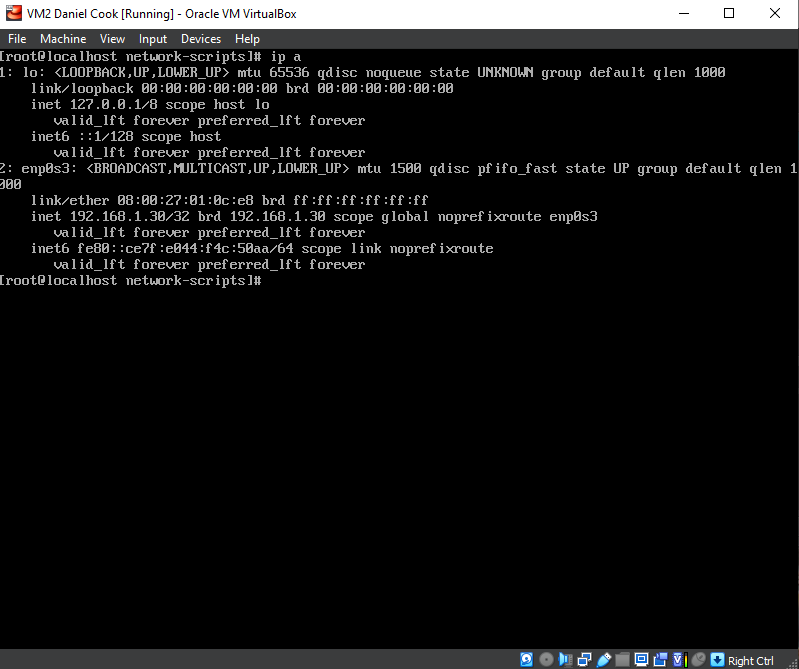 VM2 Daniel Cook [Running] - Oracle VM VirtualBox
File Machine View Input Devices Help
[root@localhost network-scripts]# ip a
1: lo: <LOOPBACK,UP,LOWER_UP> mtu 65536 qdisc noqueue state UNKNOWN group default qlen 1000
    link/loopback 00:00:00:00:00:00 brd 00:00:00:00:00:00
    inet 127.0.0.1/8 scope host lo
       valid_lft forever preferred_lft forever
    inet6 ::1/128 scope host
       valid_lft forever preferred_lft forever
2: enp0s3: <BROADCAST,MULTICAST,UP,LOWER_UP> mtu 1500 qdisc pfifo_fast state UP group default qlen 1
000
    link/ether 08:00:27:01:0c:e8 brd ff:ff:ff:ff:ff:ff
    inet 192.168.1.30/32 brd 192.168.1.30 scope global noprefixroute enp0s3
       valid_lft forever preferred_lft forever
    inet6 fe80::ce7f:e044:f4c:50aa/64 scope link noprefixroute
       valid_lft forever preferred_lft forever
[root@localhost network-scripts]#
Right Ctrl